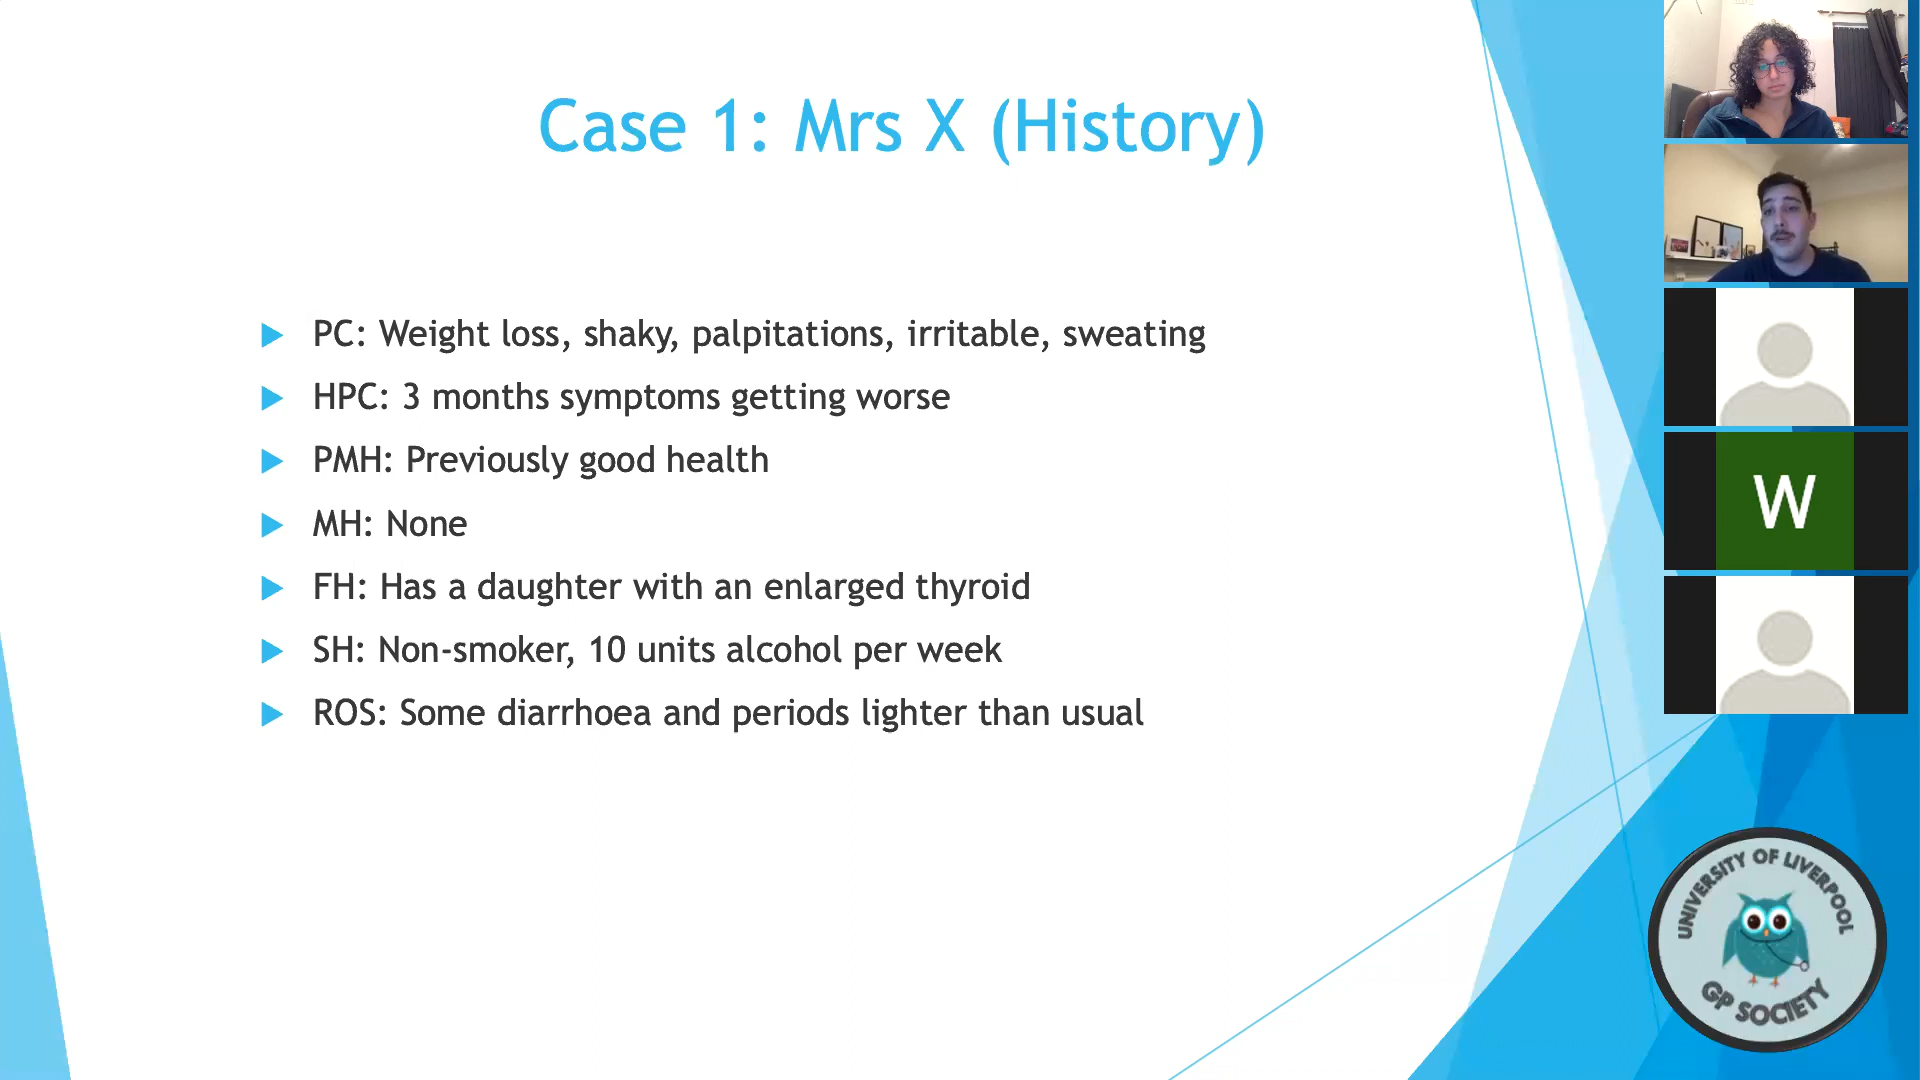 Case 1: Mrs X (History)
PC: Weight loss, shaky, palpitations, irritable, sweating
HPC: 3 months symptoms getting worse
PMH: Previously good health
MH: None
FH: Has a daughter with an enlarged thyroid
SH: Non-smoker, 10 units alcohol per week
ROS: Some diarrhoea and periods lighter than usual
W
UNIVERSITY OF LIVERPOOL
GP SOCIETY